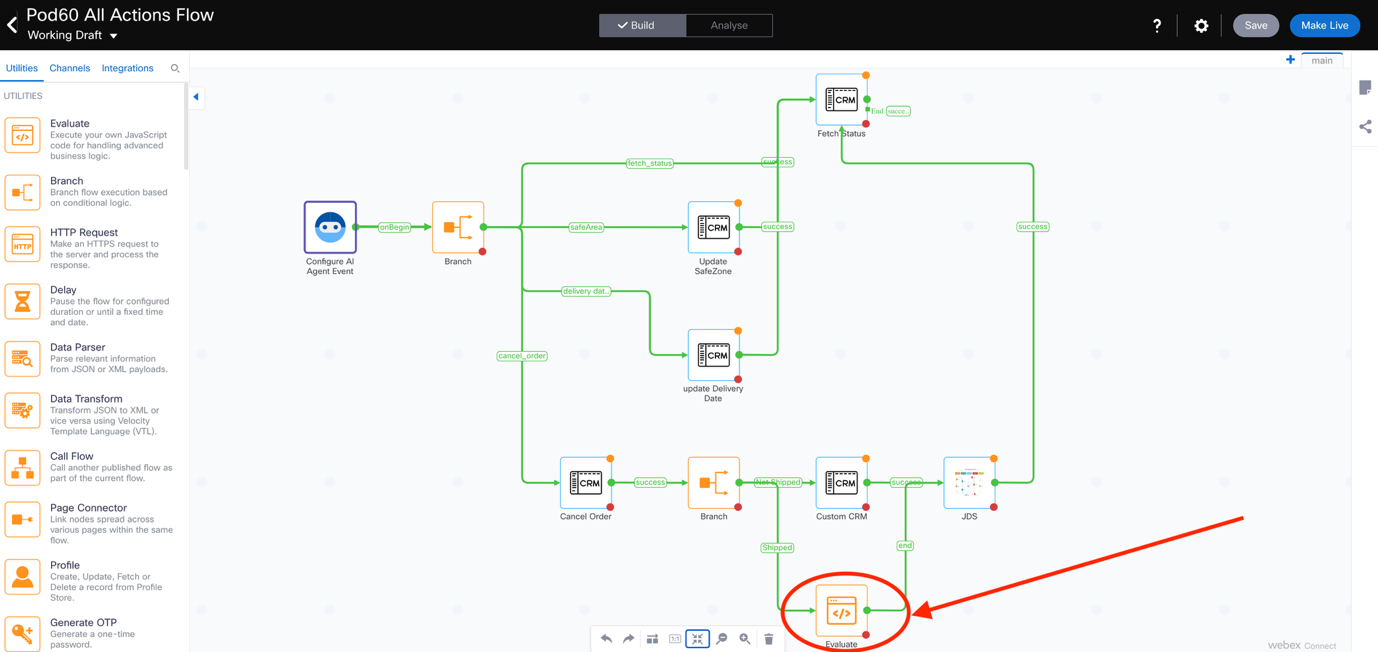 Pod60 All Actions Flow
Working Draft
Build
Analyse
?
Save
Make Live
Utilities
Channels
Integrations
main
UTILITIES
Evaluate
Execute your own JavaScript
code for handling advanced
business logic.
Branch
Branch flow execution based
on conditional logic.
HTTP Request
HTTP
Make an HTTPS request to
the server and process the
response.
Delay
Pause the flow for configured
duration or until a fixed time
and date.
Data Parser
Parse relevant information
from JSON or XML payloads.
Data Transform
Transform JSON to XML or
vice versa using Velocity
Template Language (VTL).
Call Flow
Call another published flow as
part of the current flow.
Page Connector
Link nodes spread across
various pages within the same
flow.
Profile
Create, Update, Fetch or
Delete a record from Profile
Store.
Generate OTP
Generate a one-time
password.
CRM
End
succe..
Fetch Status
fetch_status
success
Configure AI
Agent Event
onBegin
Branch
safeArea
CRM
Update
SafeZone
success
success
delivery dat..
CRM
update Delivery
Date
cancel_order
CRM
Cancel Order
success
Branch
Not Shipped
CRM
Custom CRM
success
JDS
Shipped
end
</>
Evaluate
1:1
webex Connect